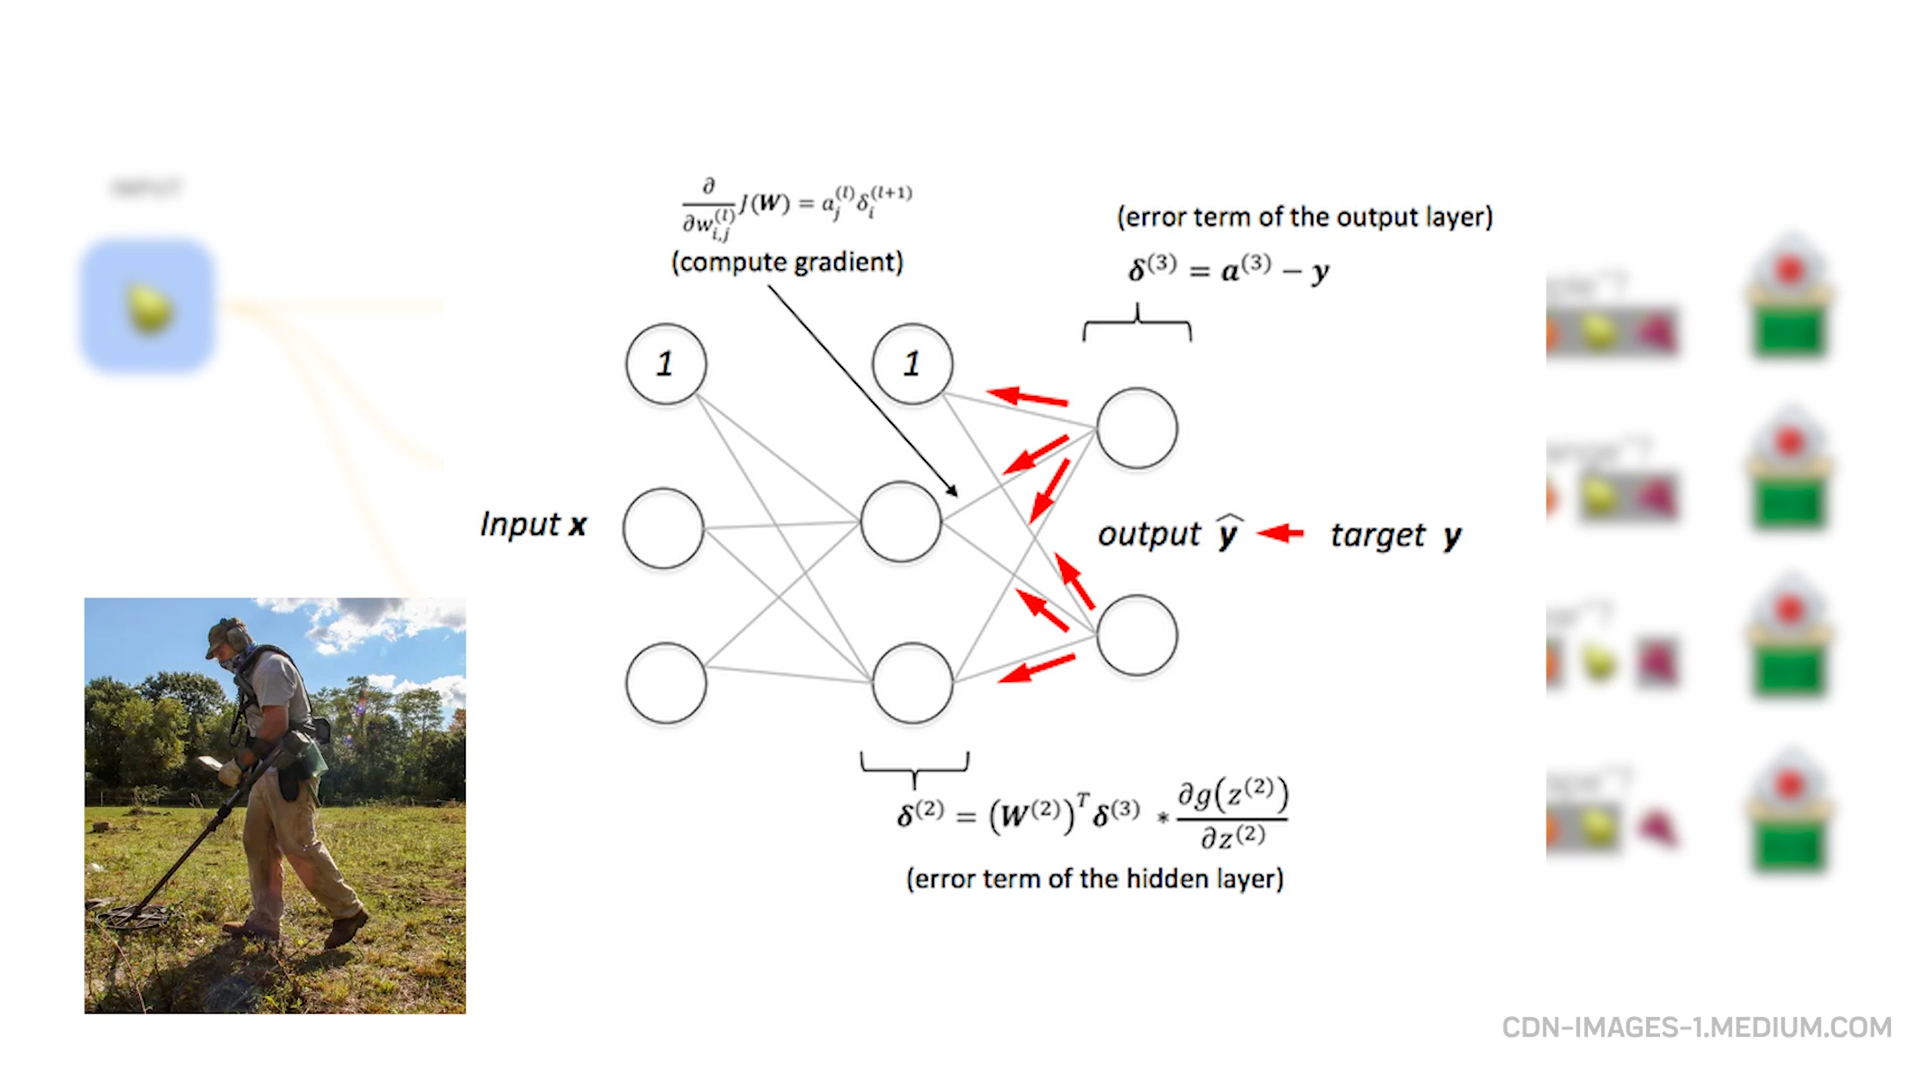 INPUT
∂/∂w_{i,j}^{(l)} J(W) = a_j^{(l)} δ_i^{(l+1)}
(compute gradient)
(error term of the output layer)
δ^{(3)} = a^{(3)} − y
1
1
Input x
output ŷ
target y
δ^{(2)} = (W^{(2)})^T δ^{(3)} * ∂g(z^{(2)})/∂z^{(2)}
(error term of the hidden layer)
CDN-IMAGES-1.MEDIUM.COM